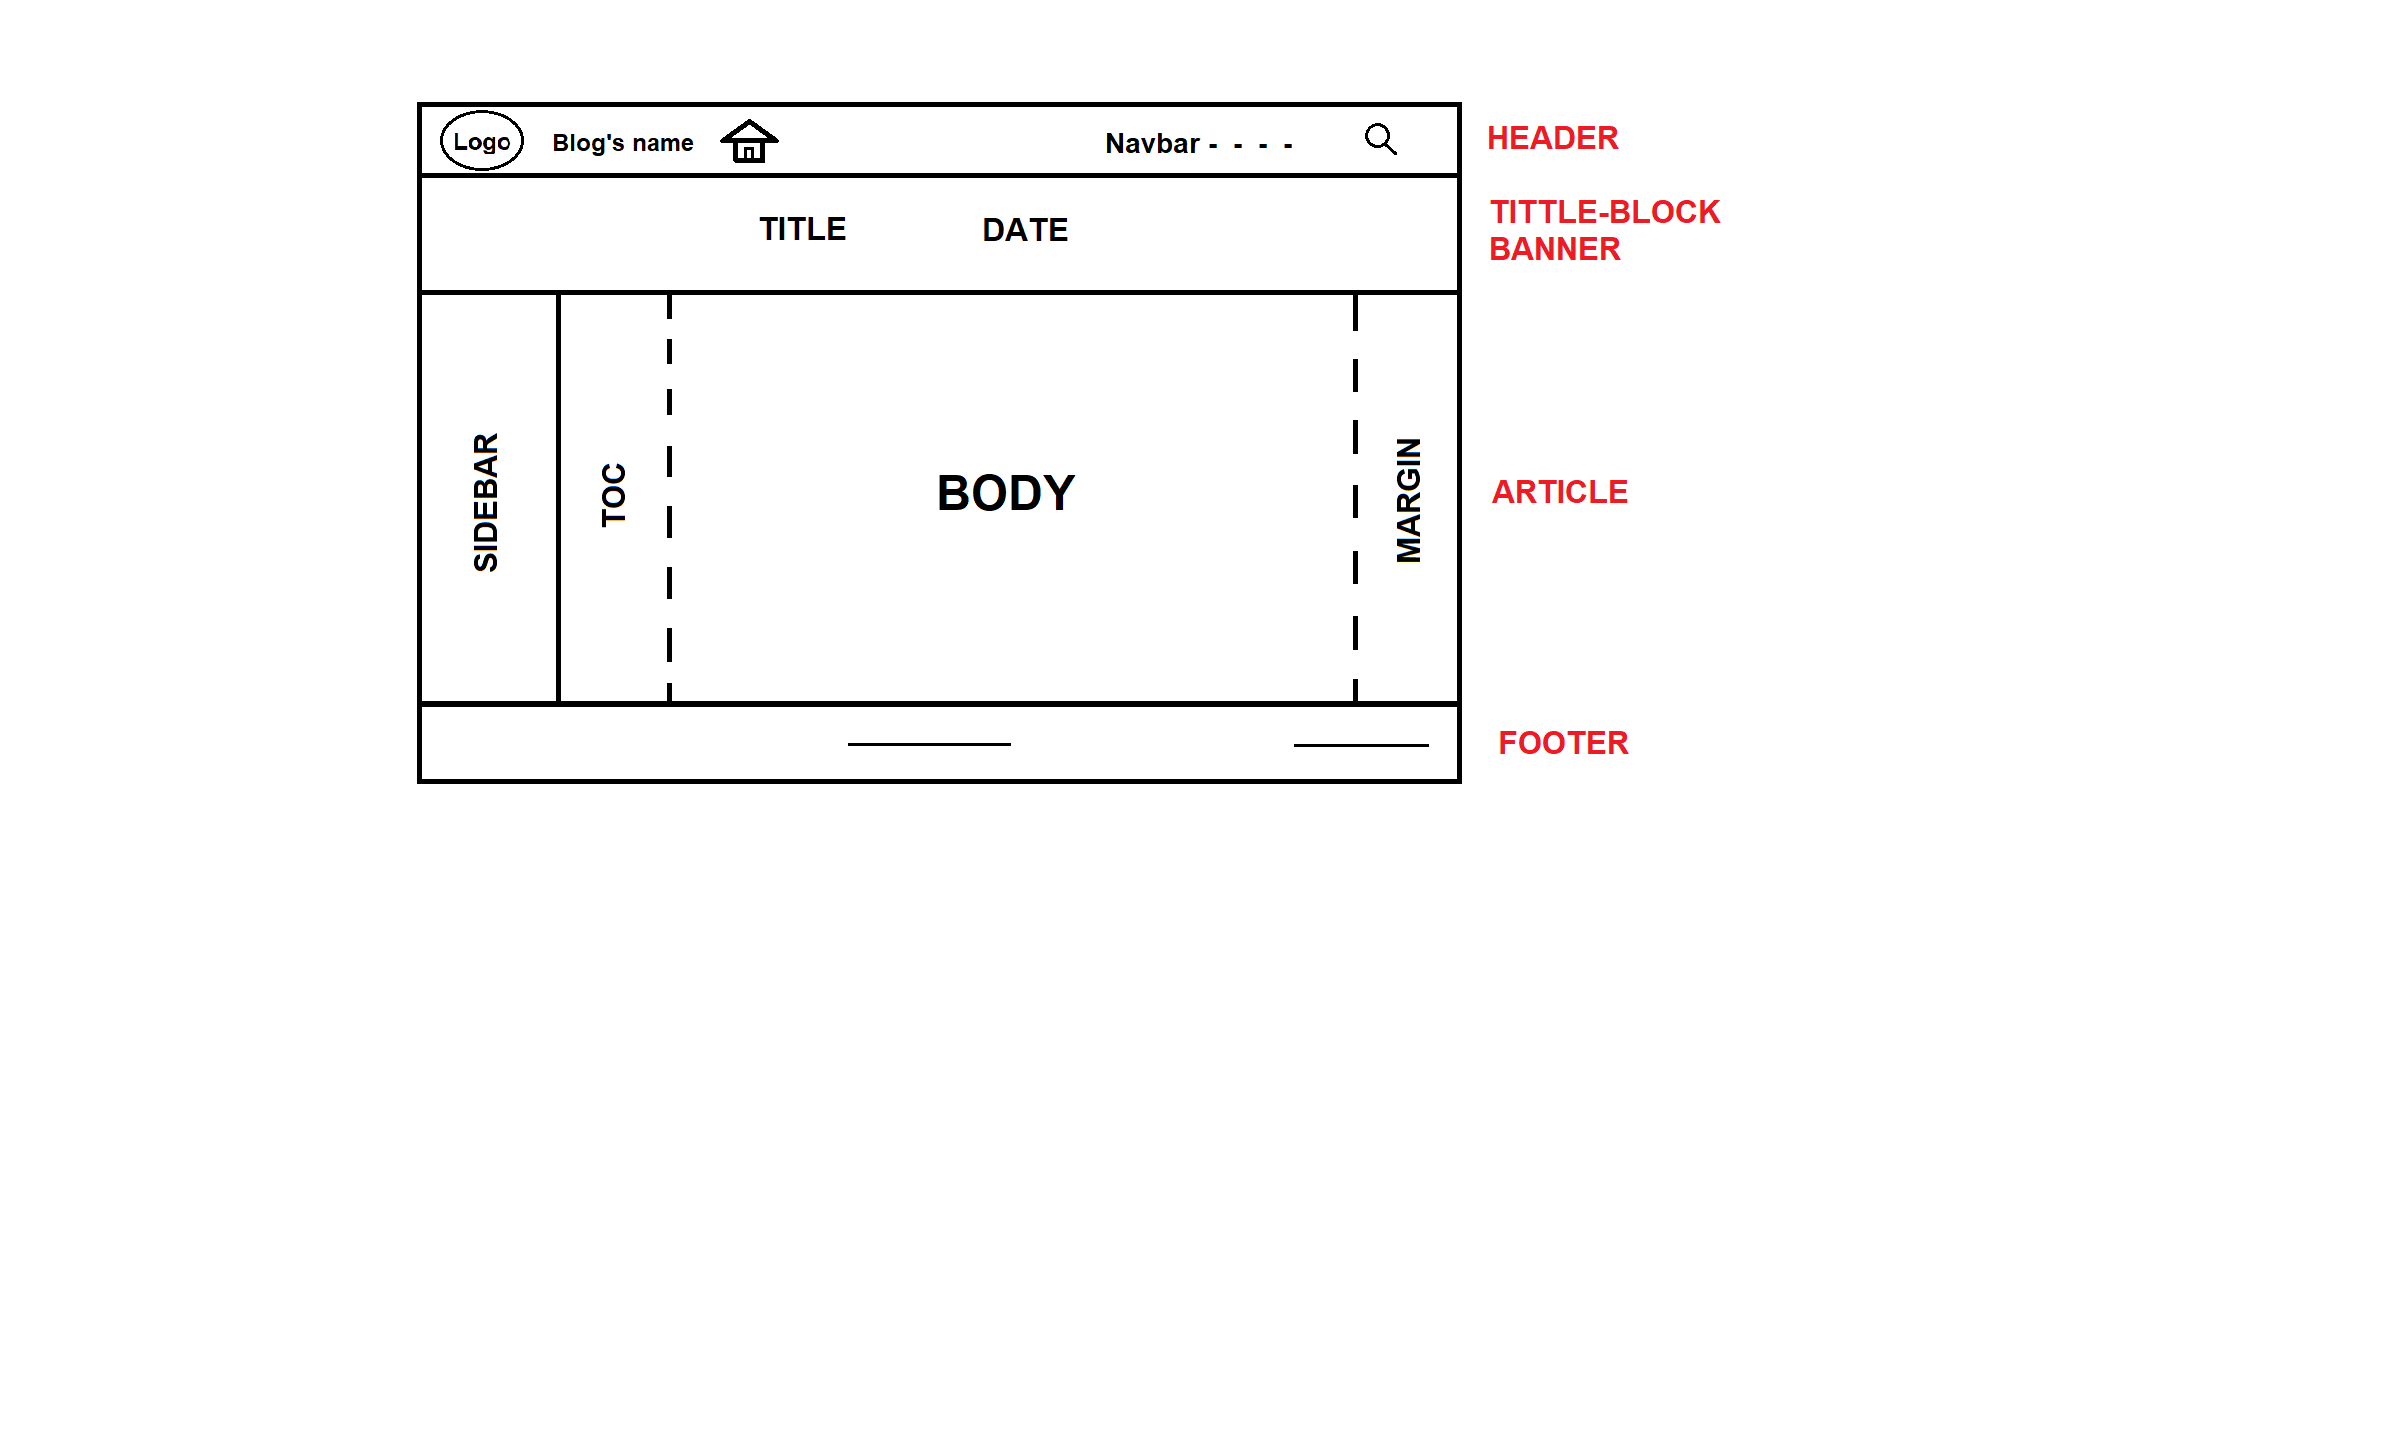 Logo
Blog's name
Navbar - - - -
HEADER
TITLE
DATE
TITTLE-BLOCK
BANNER
SIDEBAR
TOC
BODY
MARGIN
ARTICLE
FOOTER